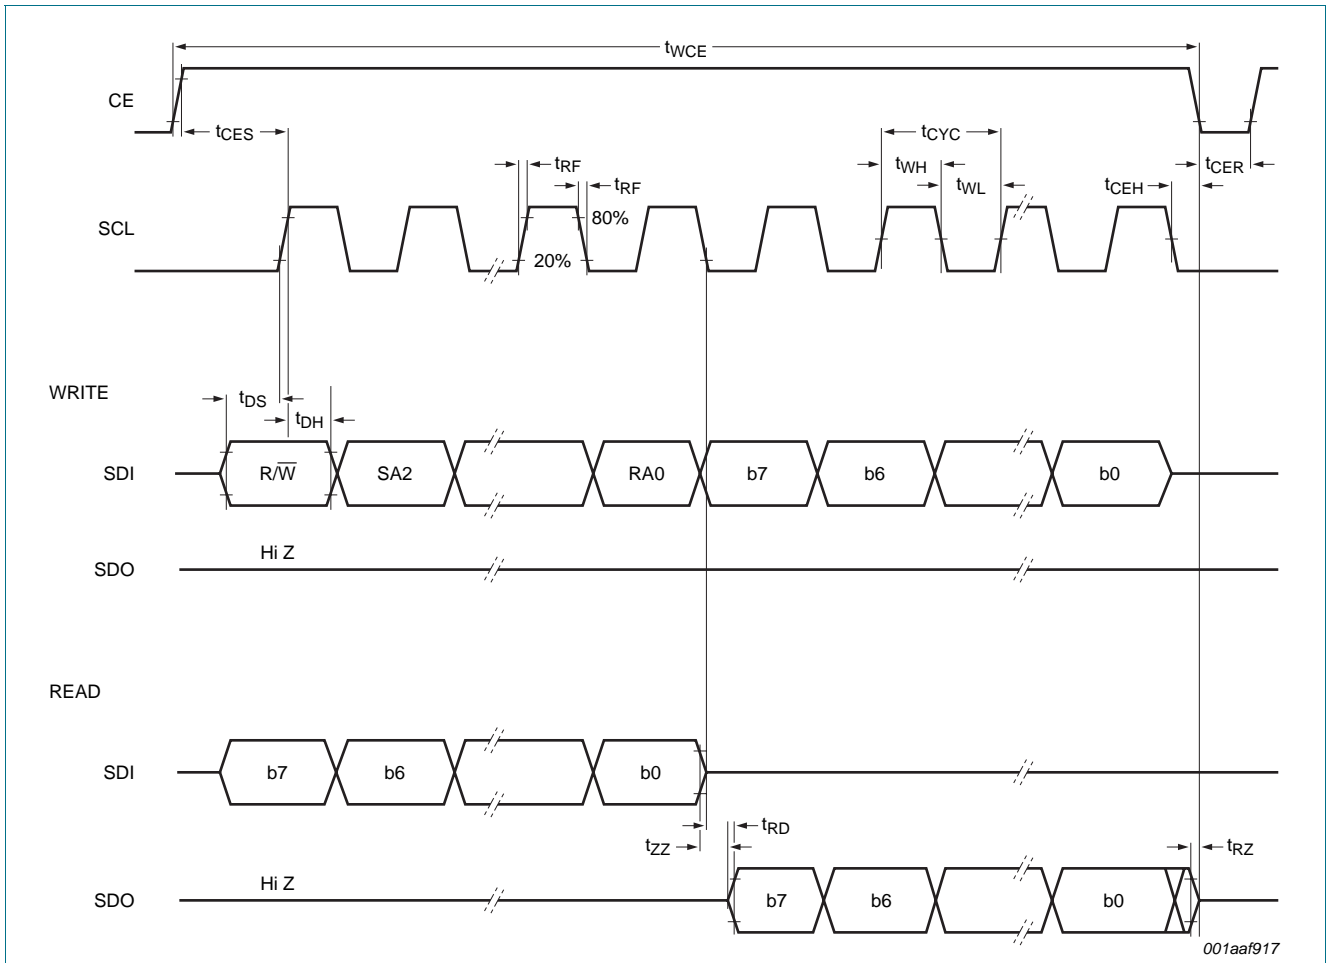 tWCE
CE
tCES
tCYC
tRF
tWH
tCER
tRF
tWL
tCEH
SCL
80%
20%
WRITE
tDS
tDH
SDI
R/W̅
SA2
RA0
b7
b6
b0
Hi Z
SDO
READ
SDI
b7
b6
b0
tRD
tZZ
tRZ
Hi Z
SDO
b7
b6
b0
001aaf917